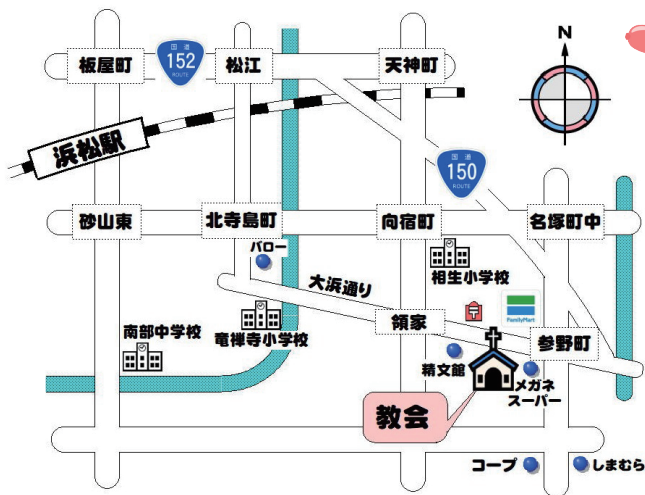 N
国道
152
ROUTE
板屋町
松江
天神町
浜松駅
国道
150
ROUTE
砂山東
北寺島町
向宿町
名塚町中
バロー
相生小学校
大浜通り
FamilyMart
領家
参野町
竜禅寺小学校
南部中学校
精文館
メガネ
スーパー
教会
コープ
しまむら